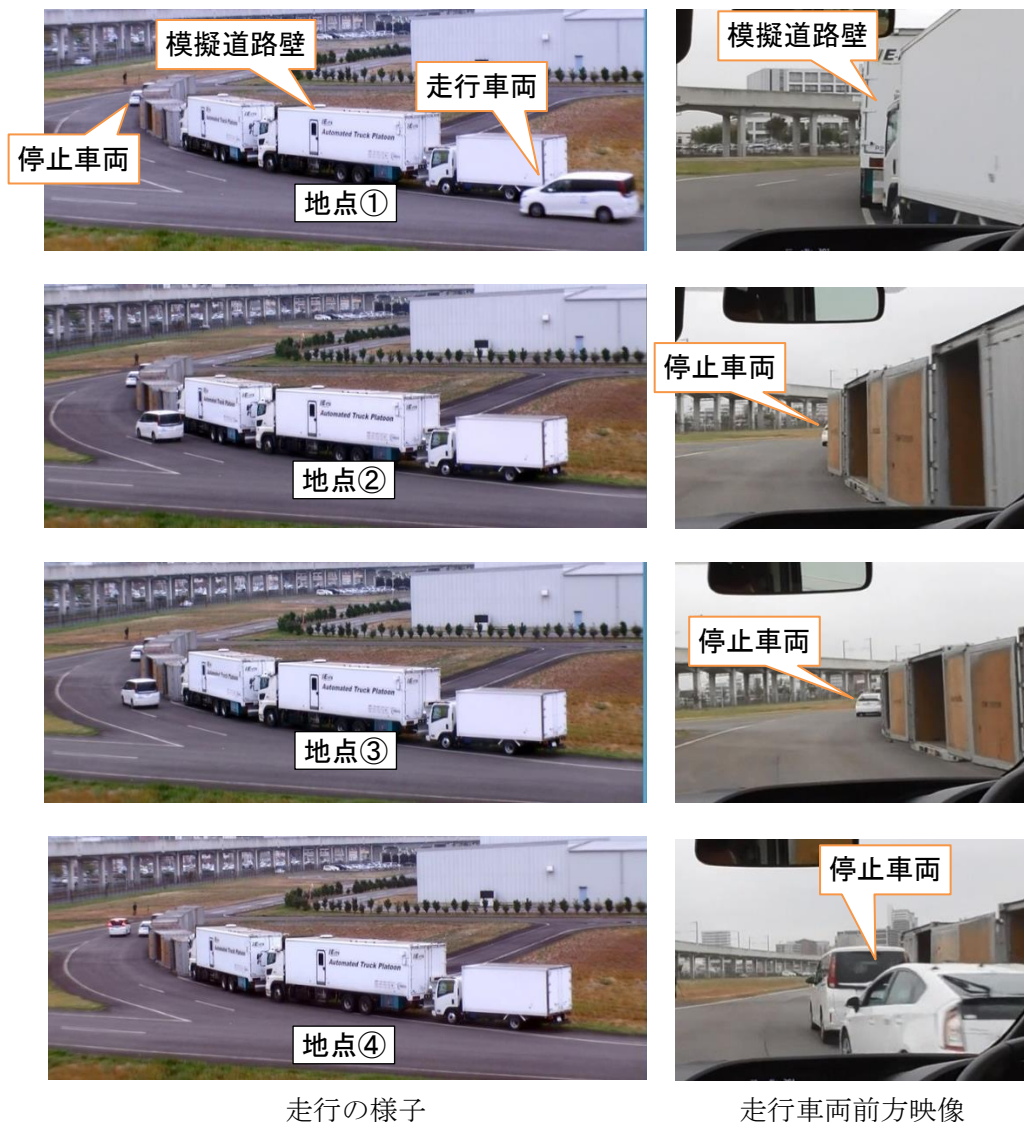 模擬道路壁
走行車両
停止車両
Automated Truck Platoon
地点①
模擬道路壁
停止車両
Automated Truck Platoon
地点②
停止車両
Automated Truck Platoon
地点③
停止車両
Automated Truck Platoon
地点④
走行の様子
走行車両前方映像